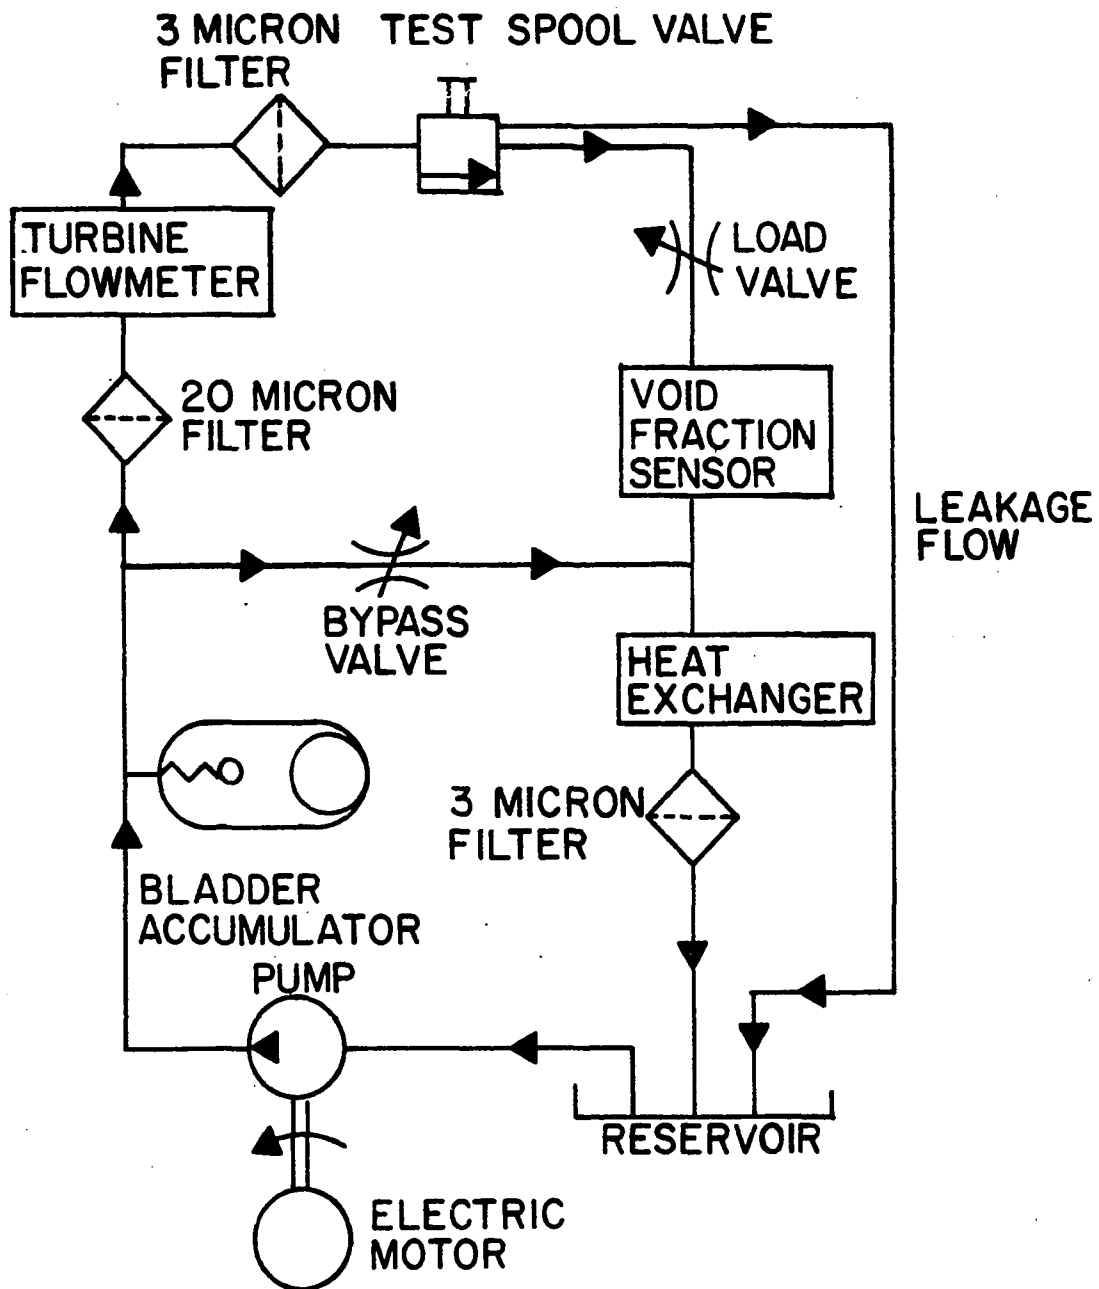 3 MICRON
FILTER
TEST SPOOL VALVE
TURBINE
FLOWMETER
LOAD
VALVE
20 MICRON
FILTER
VOID
FRACTION
SENSOR
LEAKAGE
FLOW
BYPASS
VALVE
HEAT
EXCHANGER
3 MICRON
FILTER
BLADDER
ACCUMULATOR
PUMP
RESERVOIR
ELECTRIC
MOTOR